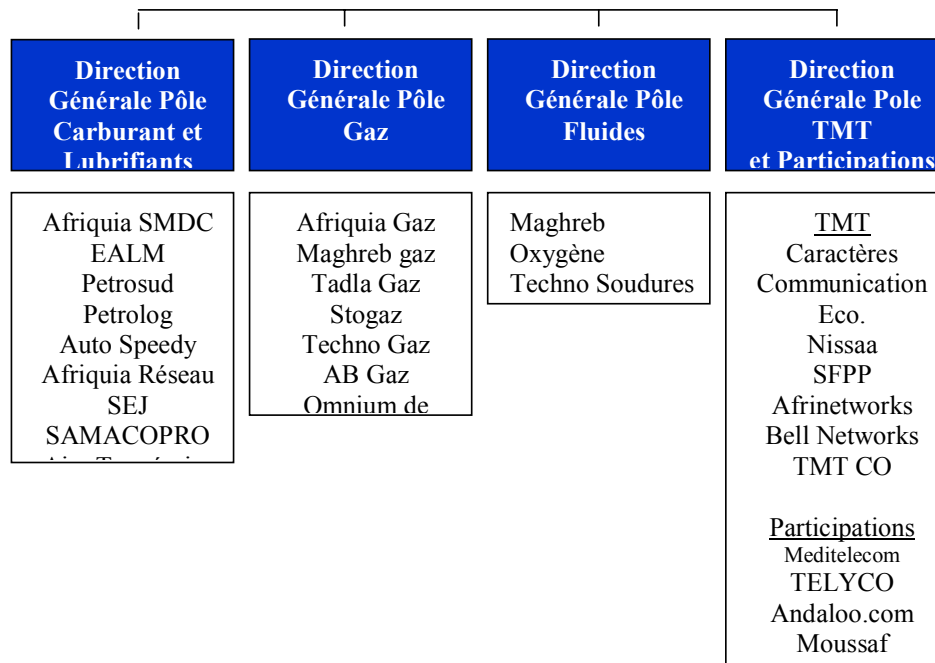 Direction
Générale Pôle
Carburant et
Lubrifiants
Afriquia SMDC
EALM
Petrosud
Petrolog
Auto Speedy
Afriquia Réseau
SEJ
SAMACOPRO
Direction
Générale Pôle
Gaz
Afriquia Gaz
Maghreb gaz
Tadla Gaz
Stogaz
Techno Gaz
AB Gaz
Omnium de
Direction
Générale Pôle
Fluides
Maghreb
Oxygène
Techno Soudures
Direction
Générale Pole
TMT
et Participations
TMT
Caractères
Communication
Eco.
Nissaa
SFPP
Afrinetworks
Bell Networks
TMT CO
Participations
Meditelecom
TELYCO
Andaloo.com
Moussaf